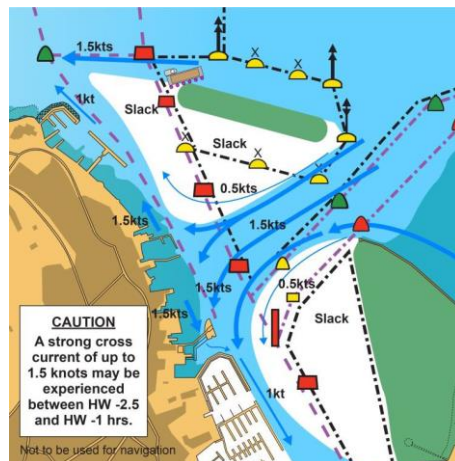 1.5kts
1kt
Slack
Slack
0.5kts
1.5kts
1.5kts
1.5kts
0.5kts
1.5kts
Slack
1kt
CAUTION
A strong cross
current of up to
1.5 knots may be
experienced
between HW -2.5
and HW -1 hrs.
Not to be used for navigation